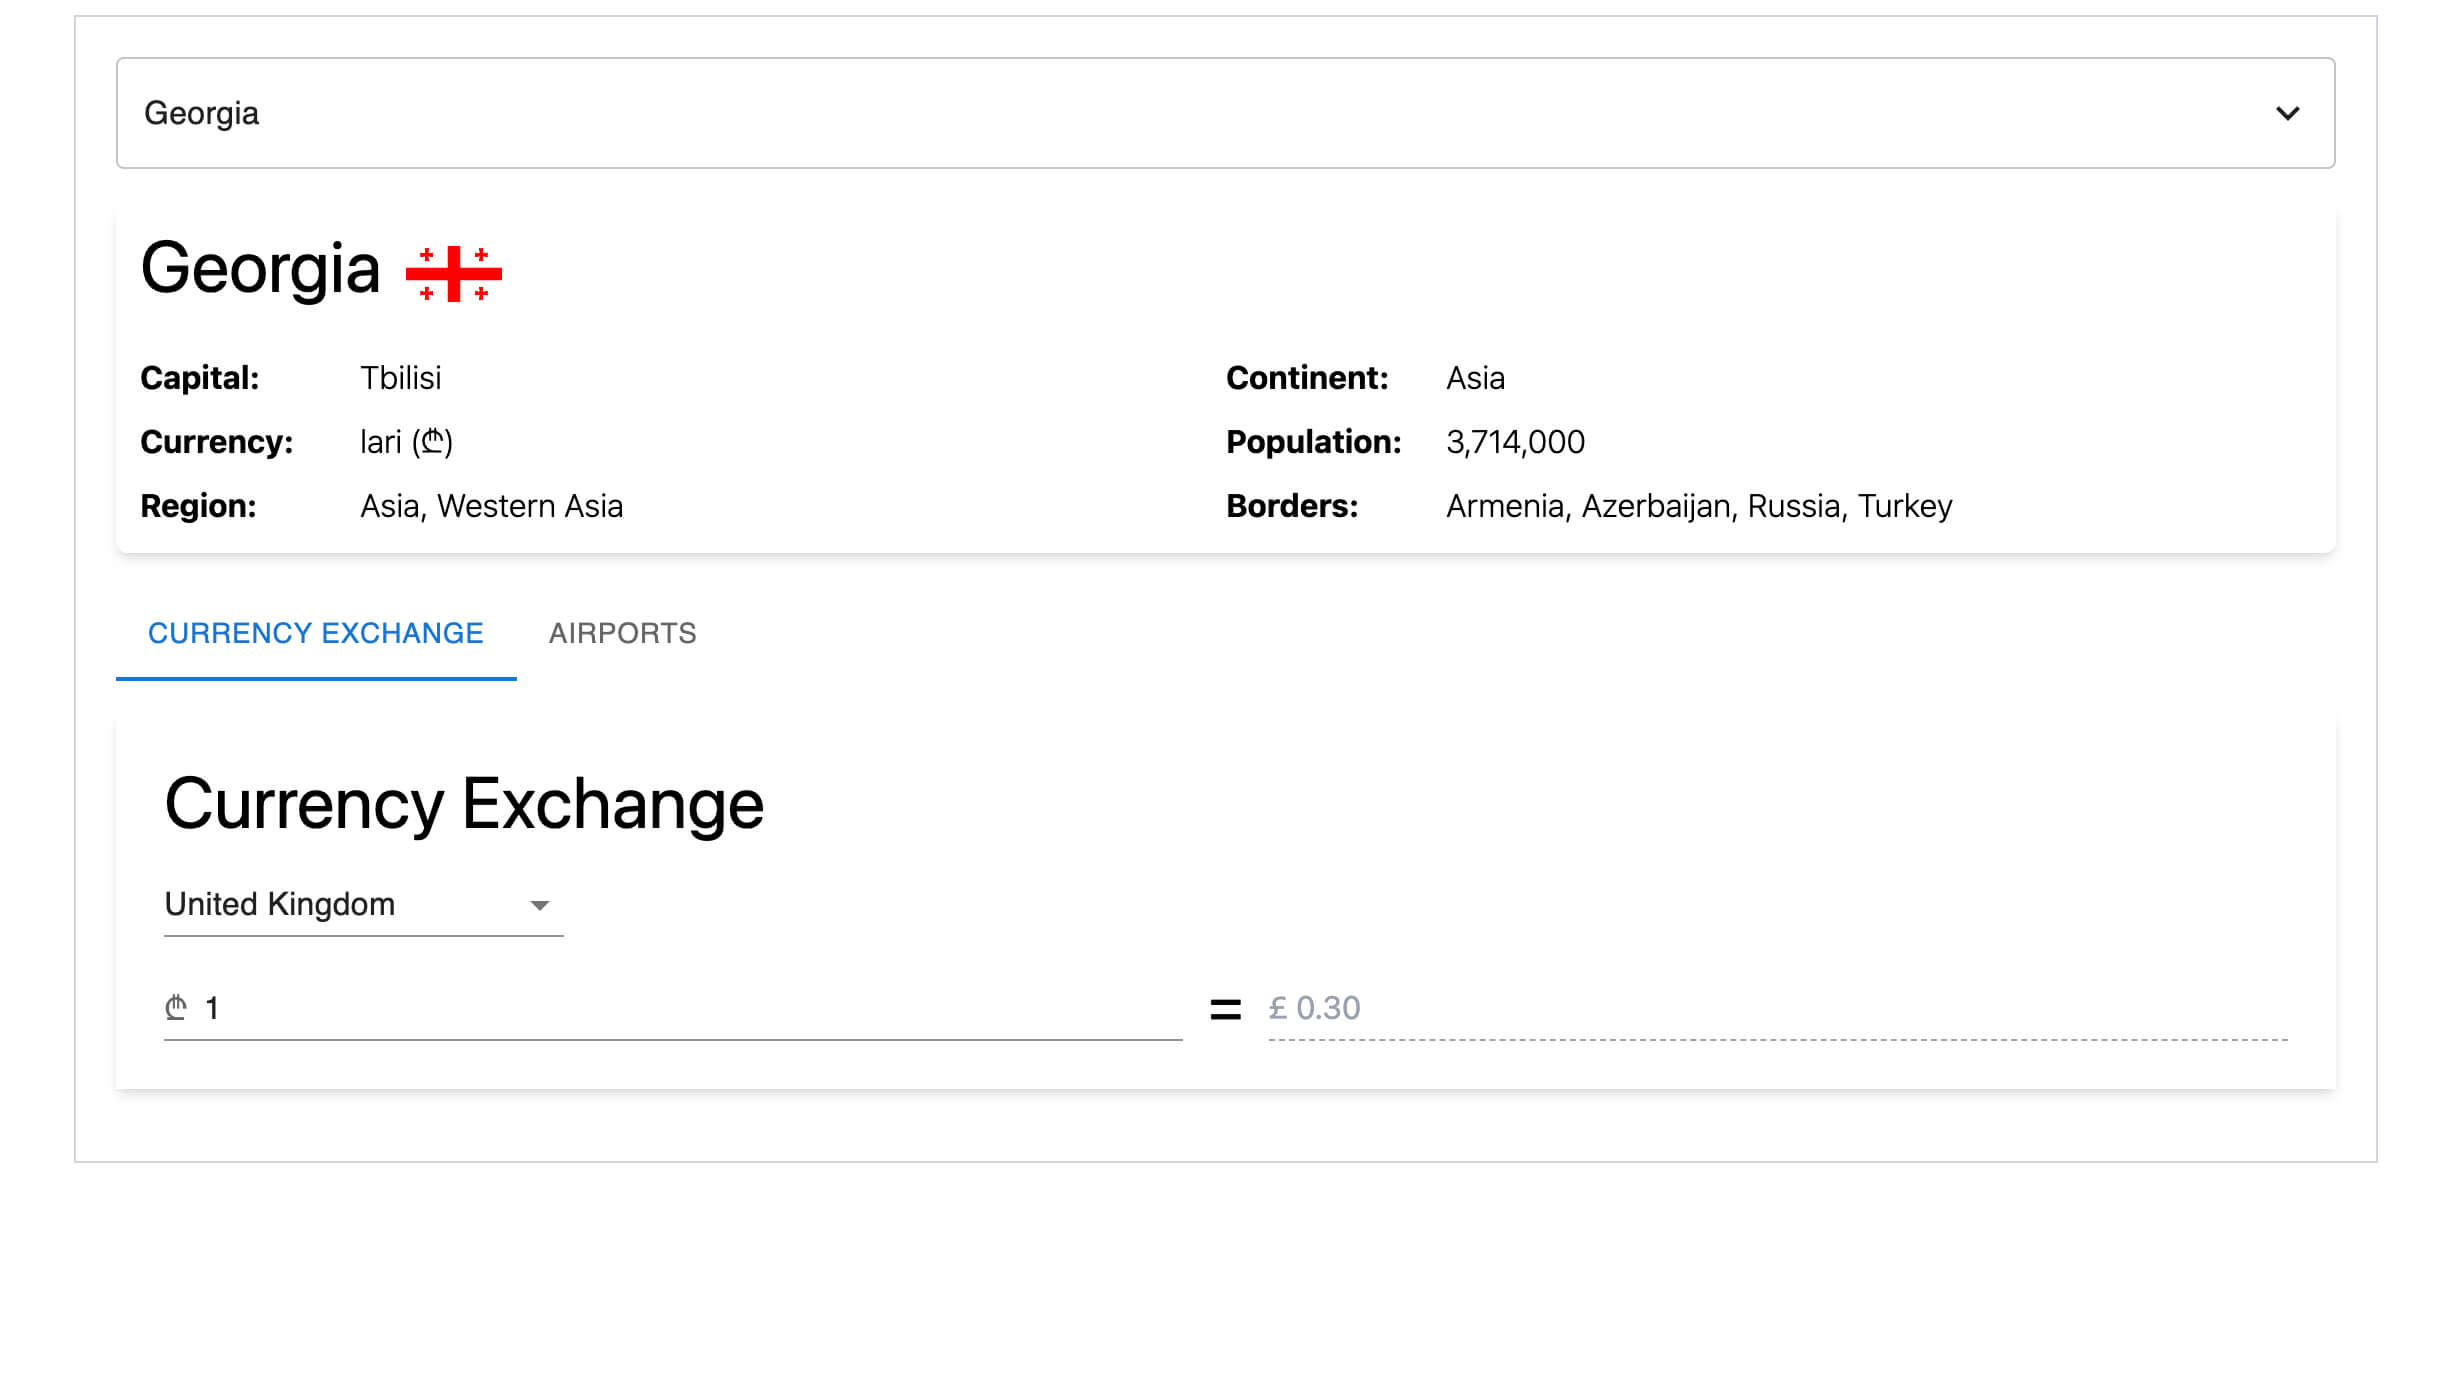 Georgia
Georgia
Capital: Tbilisi
Continent: Asia
Currency: lari (₾)
Population: 3,714,000
Region: Asia, Western Asia
Borders: Armenia, Azerbaijan, Russia, Turkey
CURRENCY EXCHANGE AIRPORTS
Currency Exchange
United Kingdom
₾ 1 = £ 0.30